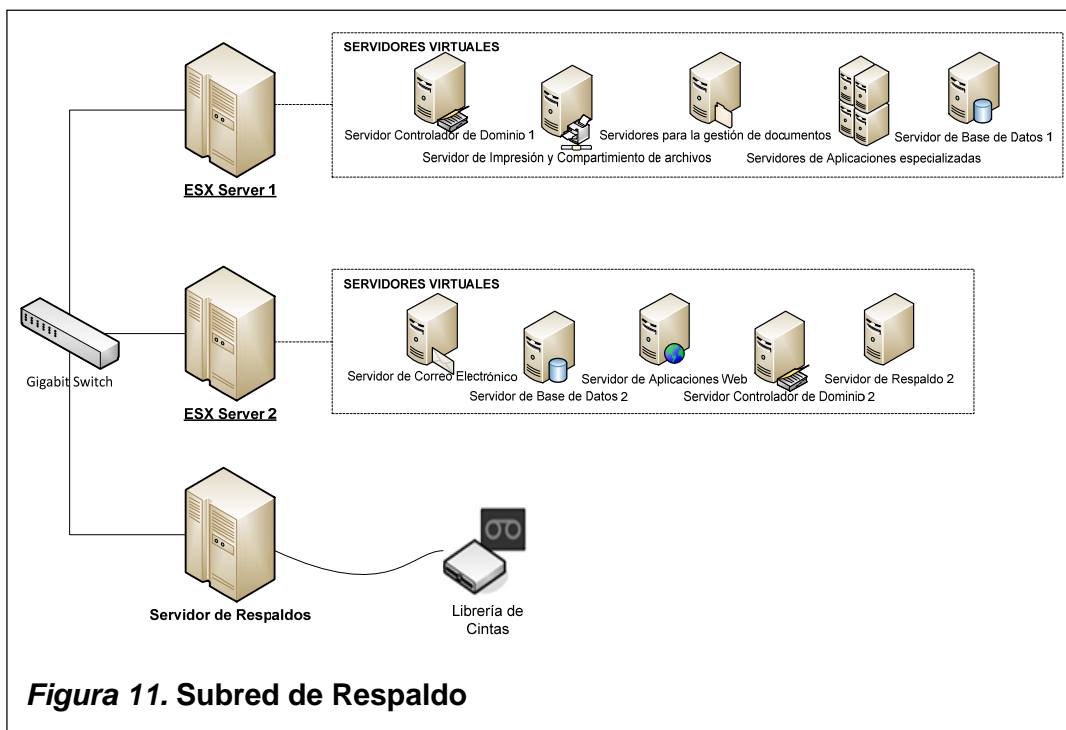 SERVIDORES VIRTUALES
Servidor Controlador de Dominio 1
Servidor de Impresión y Compartimiento de archivos
Servidores para la gestión de documentos
Servidores de Aplicaciones especializadas
Servidor de Base de Datos 1
ESX Server 1
SERVIDORES VIRTUALES
Servidor de Correo Electrónico
Servidor de Base de Datos 2
Servidor de Aplicaciones Web
Servidor Controlador de Dominio 2
Servidor de Respaldo 2
Gigabit Switch
ESX Server 2
Servidor de Respaldos
Librería de
Cintas
Figura 11. Subred de Respaldo